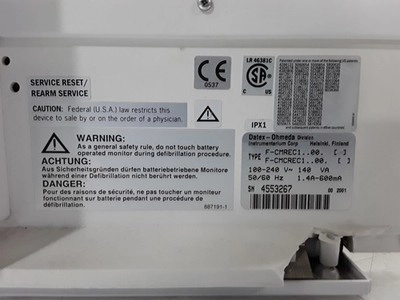 SERVICE RESET/
REARM SERVICE
CAUTION: Federal (U.S.A.) law restricts this
device to sale by or on the order of a physician.
WARNING:
As a general safety rule, do not touch battery
operated monitor during defibrillation procedure.
ACHTUNG:
Aus Sicherheitsgründen dürfen batteriebetriebene Monitore
während einer Defibrillation nicht berührt werden.
DANGER:
Pour des raisons de sécurité, ne pas toucher un moniteur
fonctionnant sur batterie pendant une défibrillation.
887191-1
CE
0537
LR 46381C
C US
IPX1
Datex - Ohmeda Division
Instrumentarium Corp Helsinki, Finland
TYPE F-CMREC1..00. [ ]
F-CMCREC1..00. [ ]
100-240 V~ 140 VA
50/60 Hz 1.4A-600mA
SN 4553267 2001